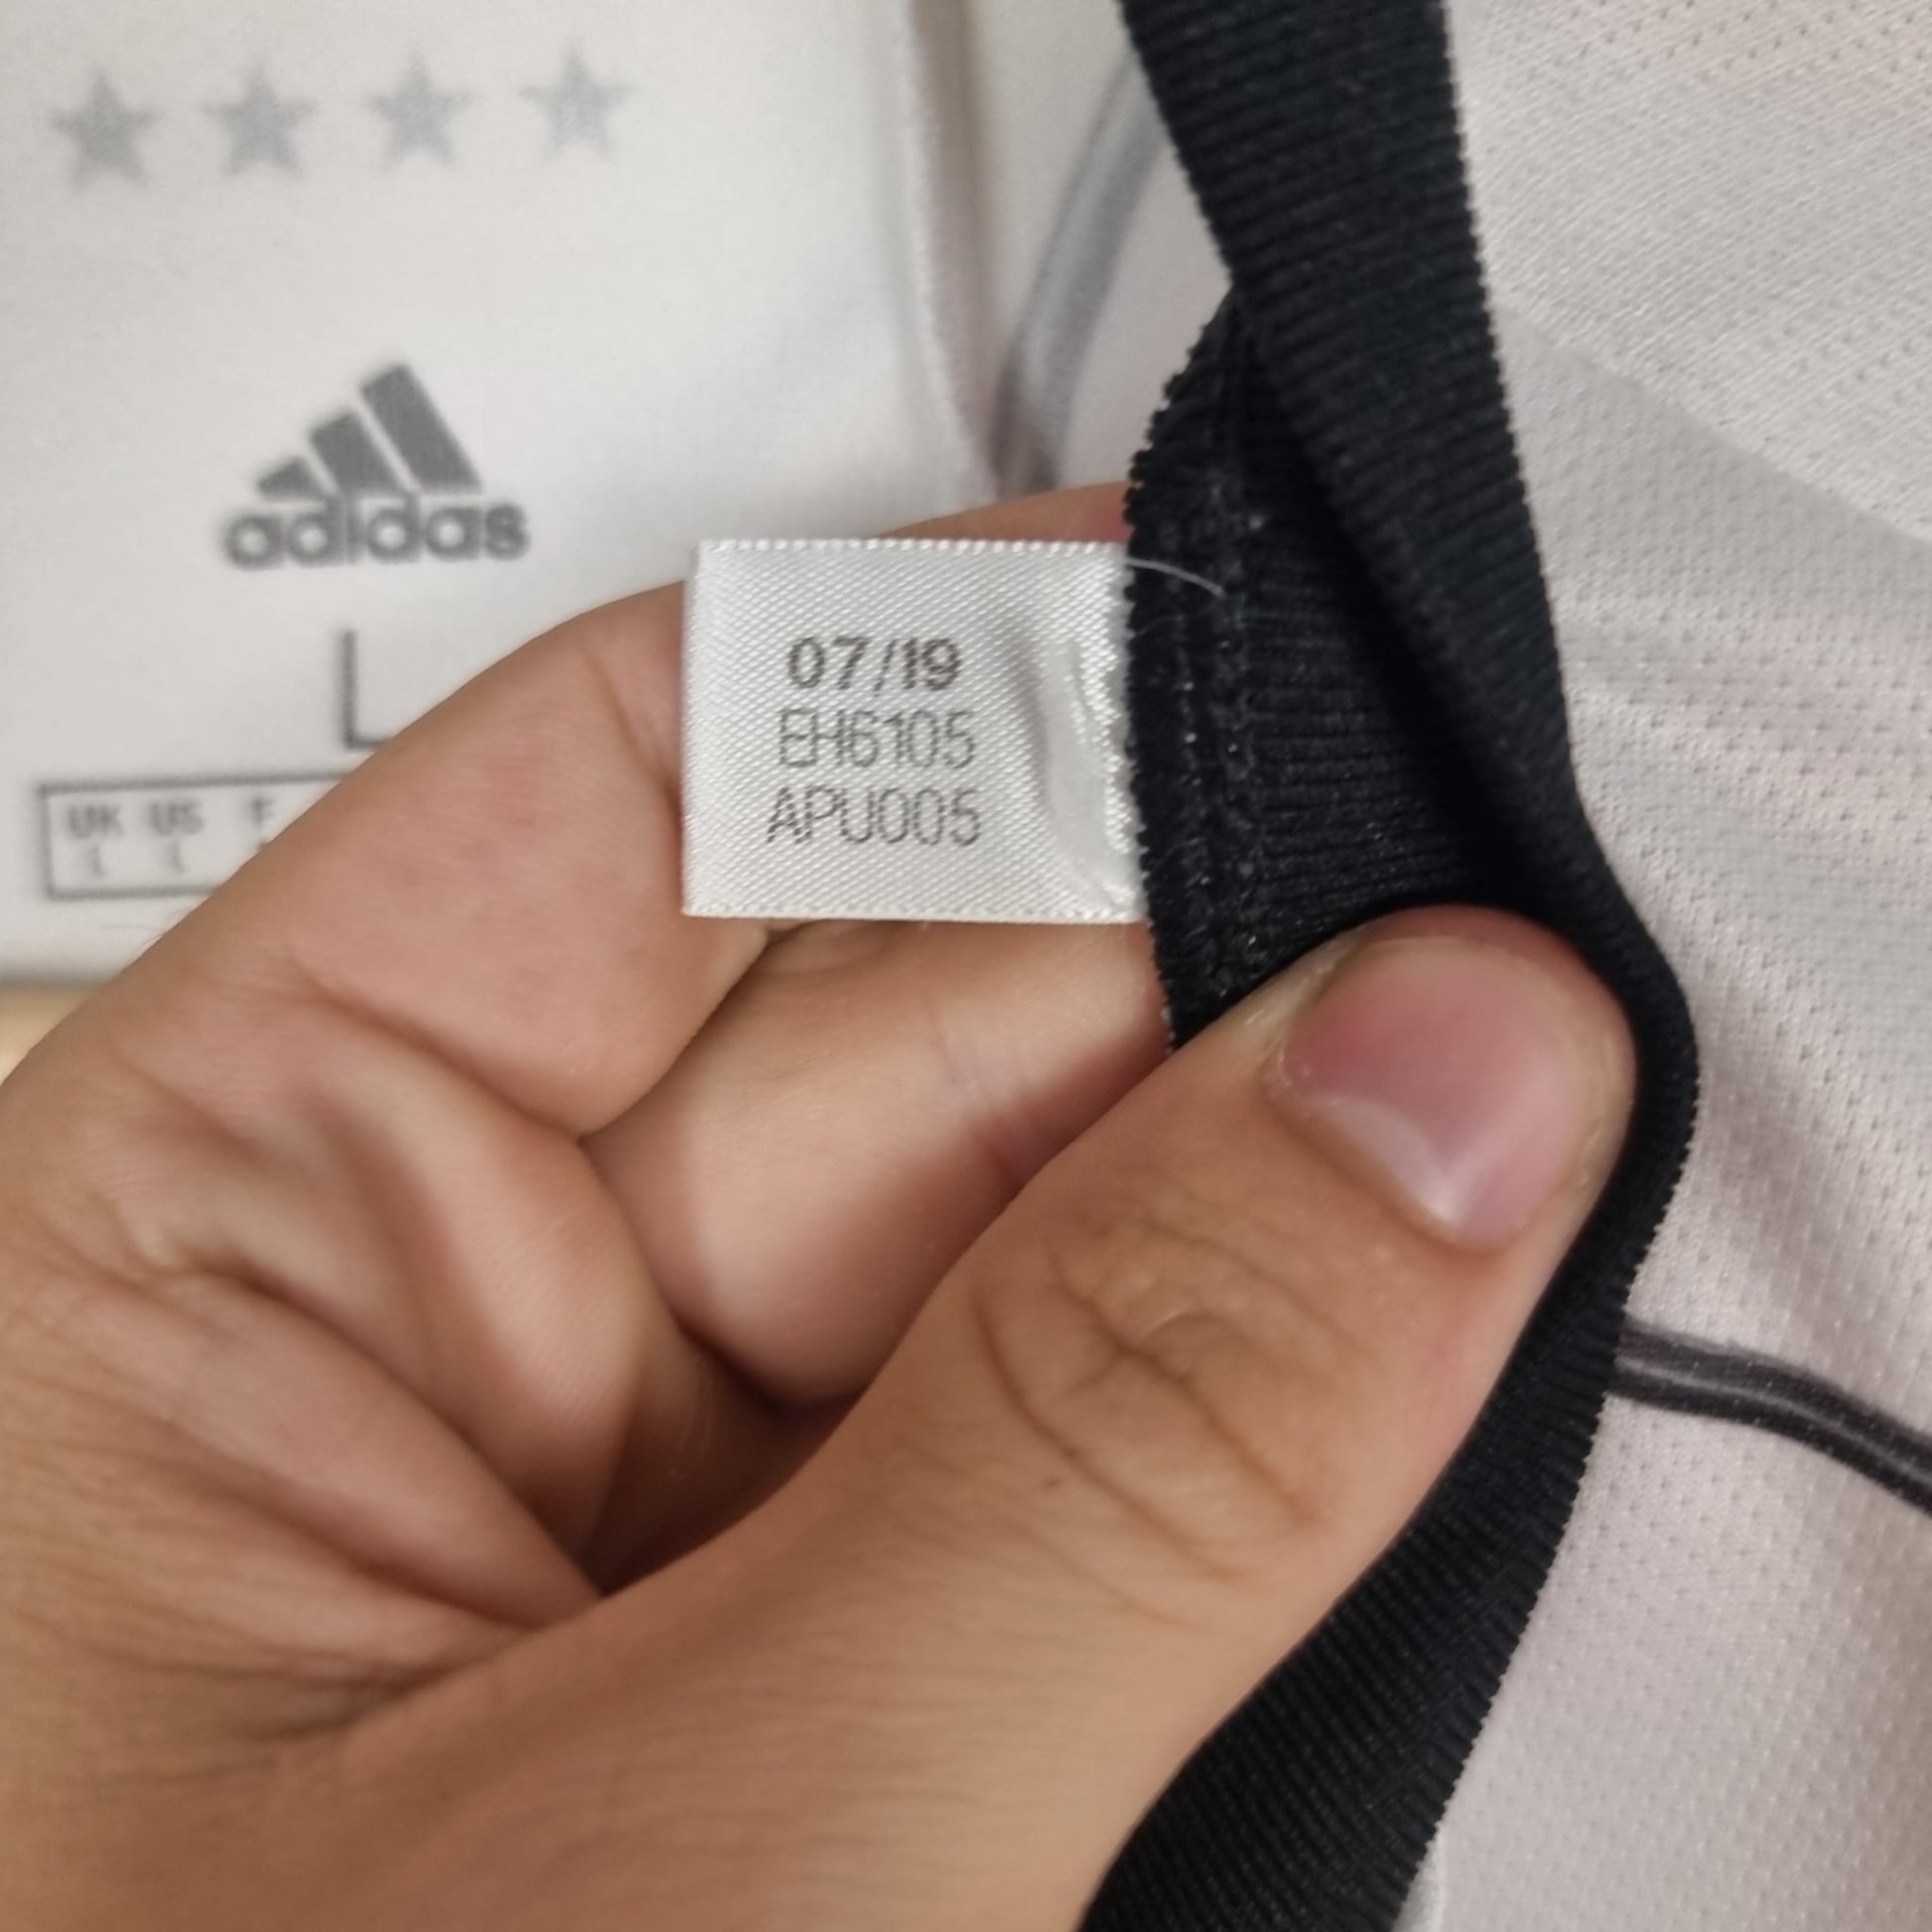 adidas
L
UK US F
L L
07/19
EH6105
APU005